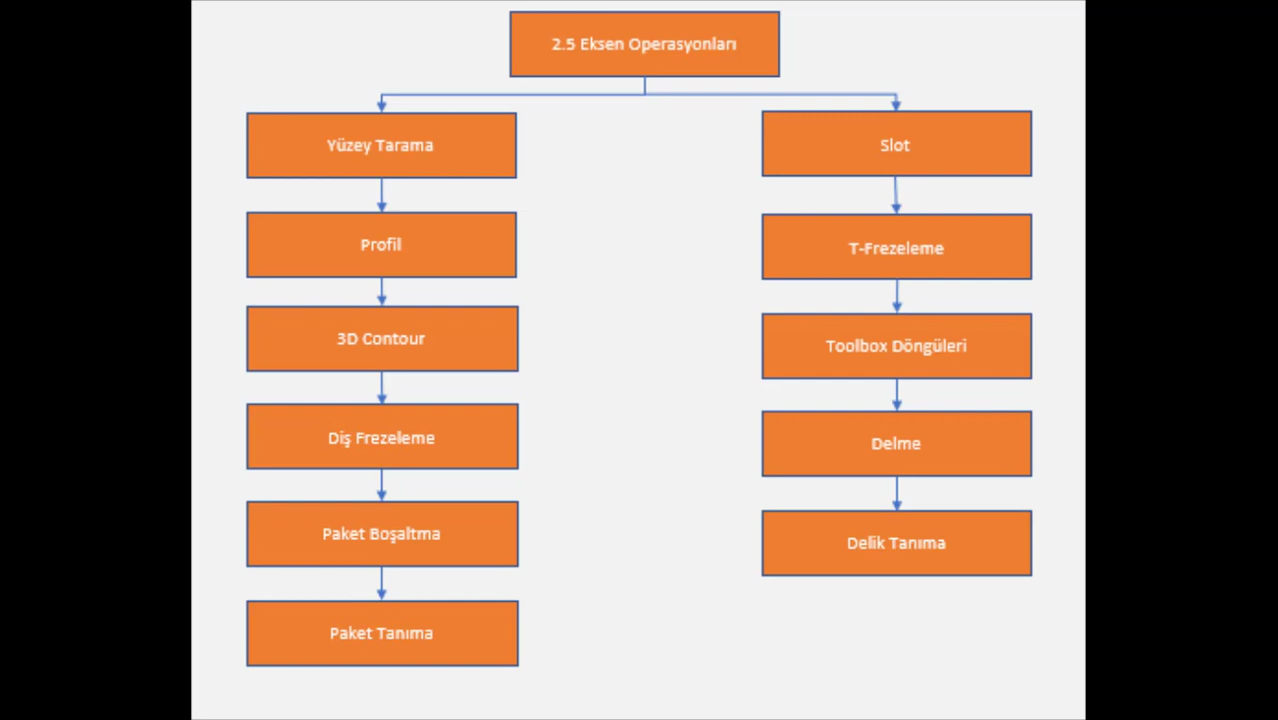 2.5 Eksen Operasyonları
Yüzey Tarama
Profil
3D Contour
Diş Frezeleme
Paket Boşaltma
Paket Tanıma
Slot
T-Frezeleme
Toolbox Döngüleri
Delme
Delik Tanıma